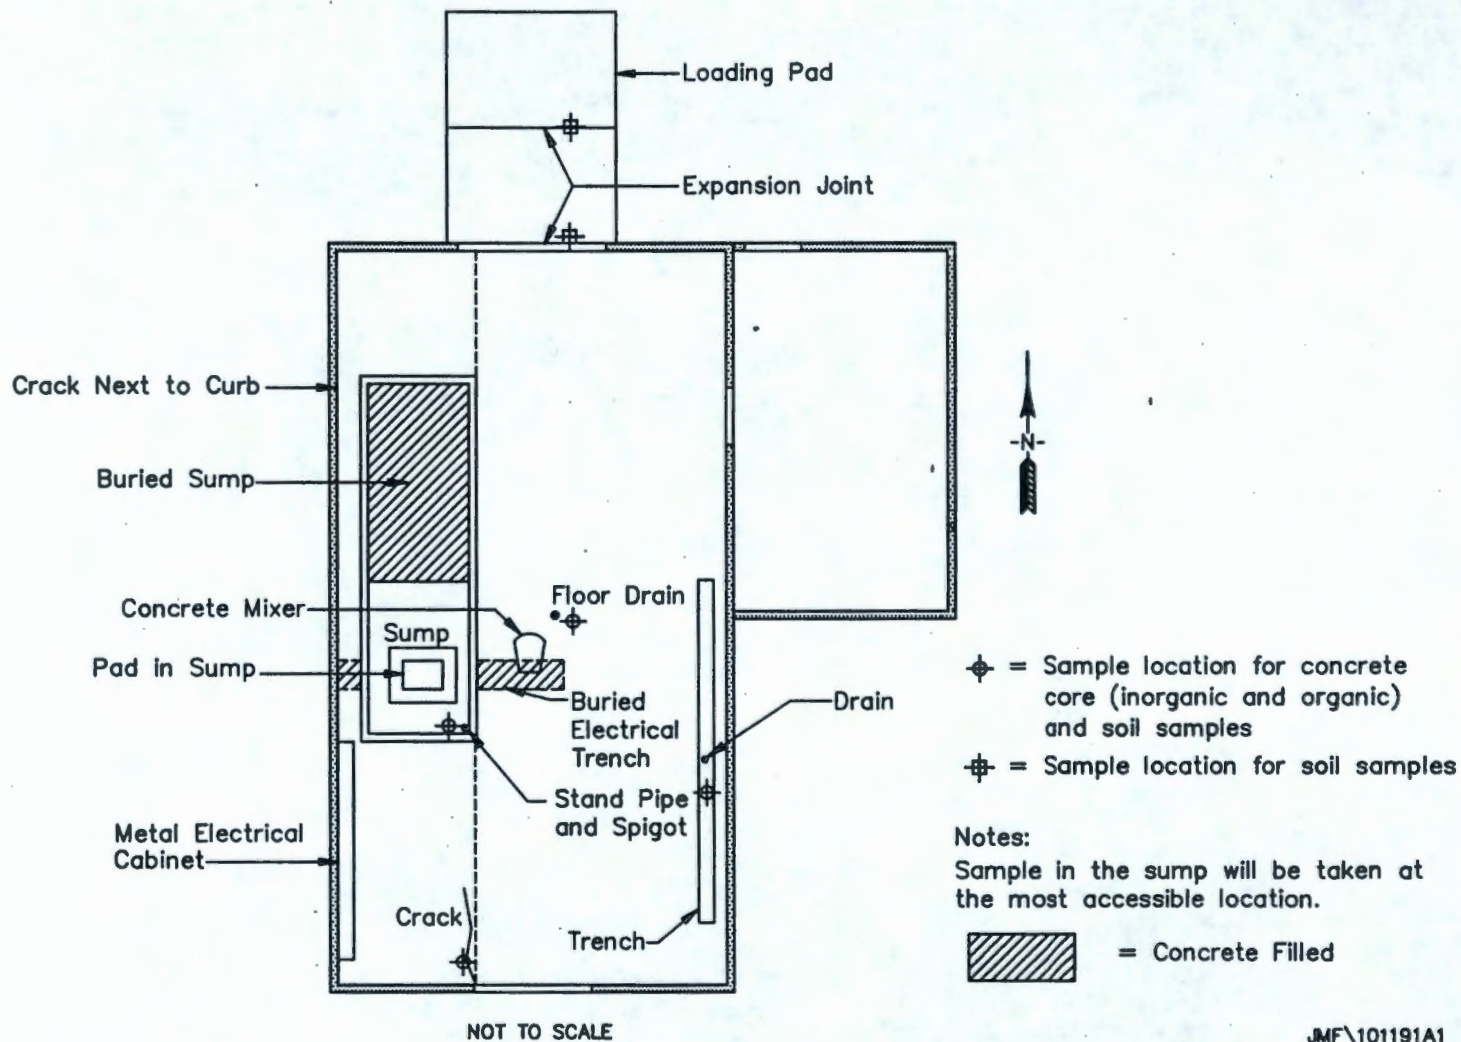 Loading Pad
Expansion Joint
Crack Next to Curb
-N-
Buried Sump
Concrete Mixer
Floor Drain
Sump
Pad in Sump
Buried
Electrical
Trench
Drain
Stand Pipe
and Spigot
Metal Electrical
Cabinet
Crack
Trench
= Sample location for concrete
core (inorganic and organic)
and soil samples
= Sample location for soil samples
Notes:
Sample in the sump will be taken at
the most accessible location.
= Concrete Filled
NOT TO SCALE
JMF\101191A1